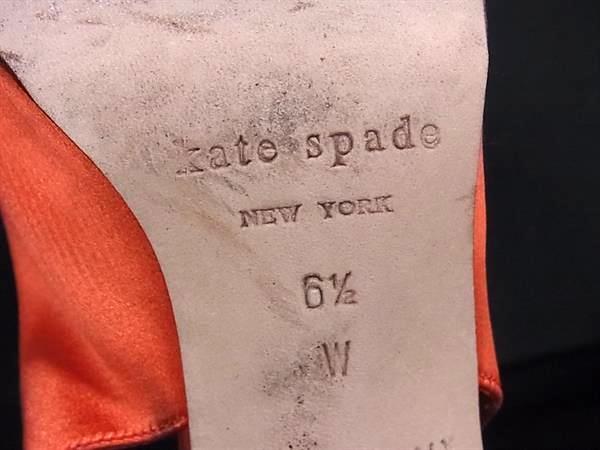 kate spade
NEW YORK
6½
W